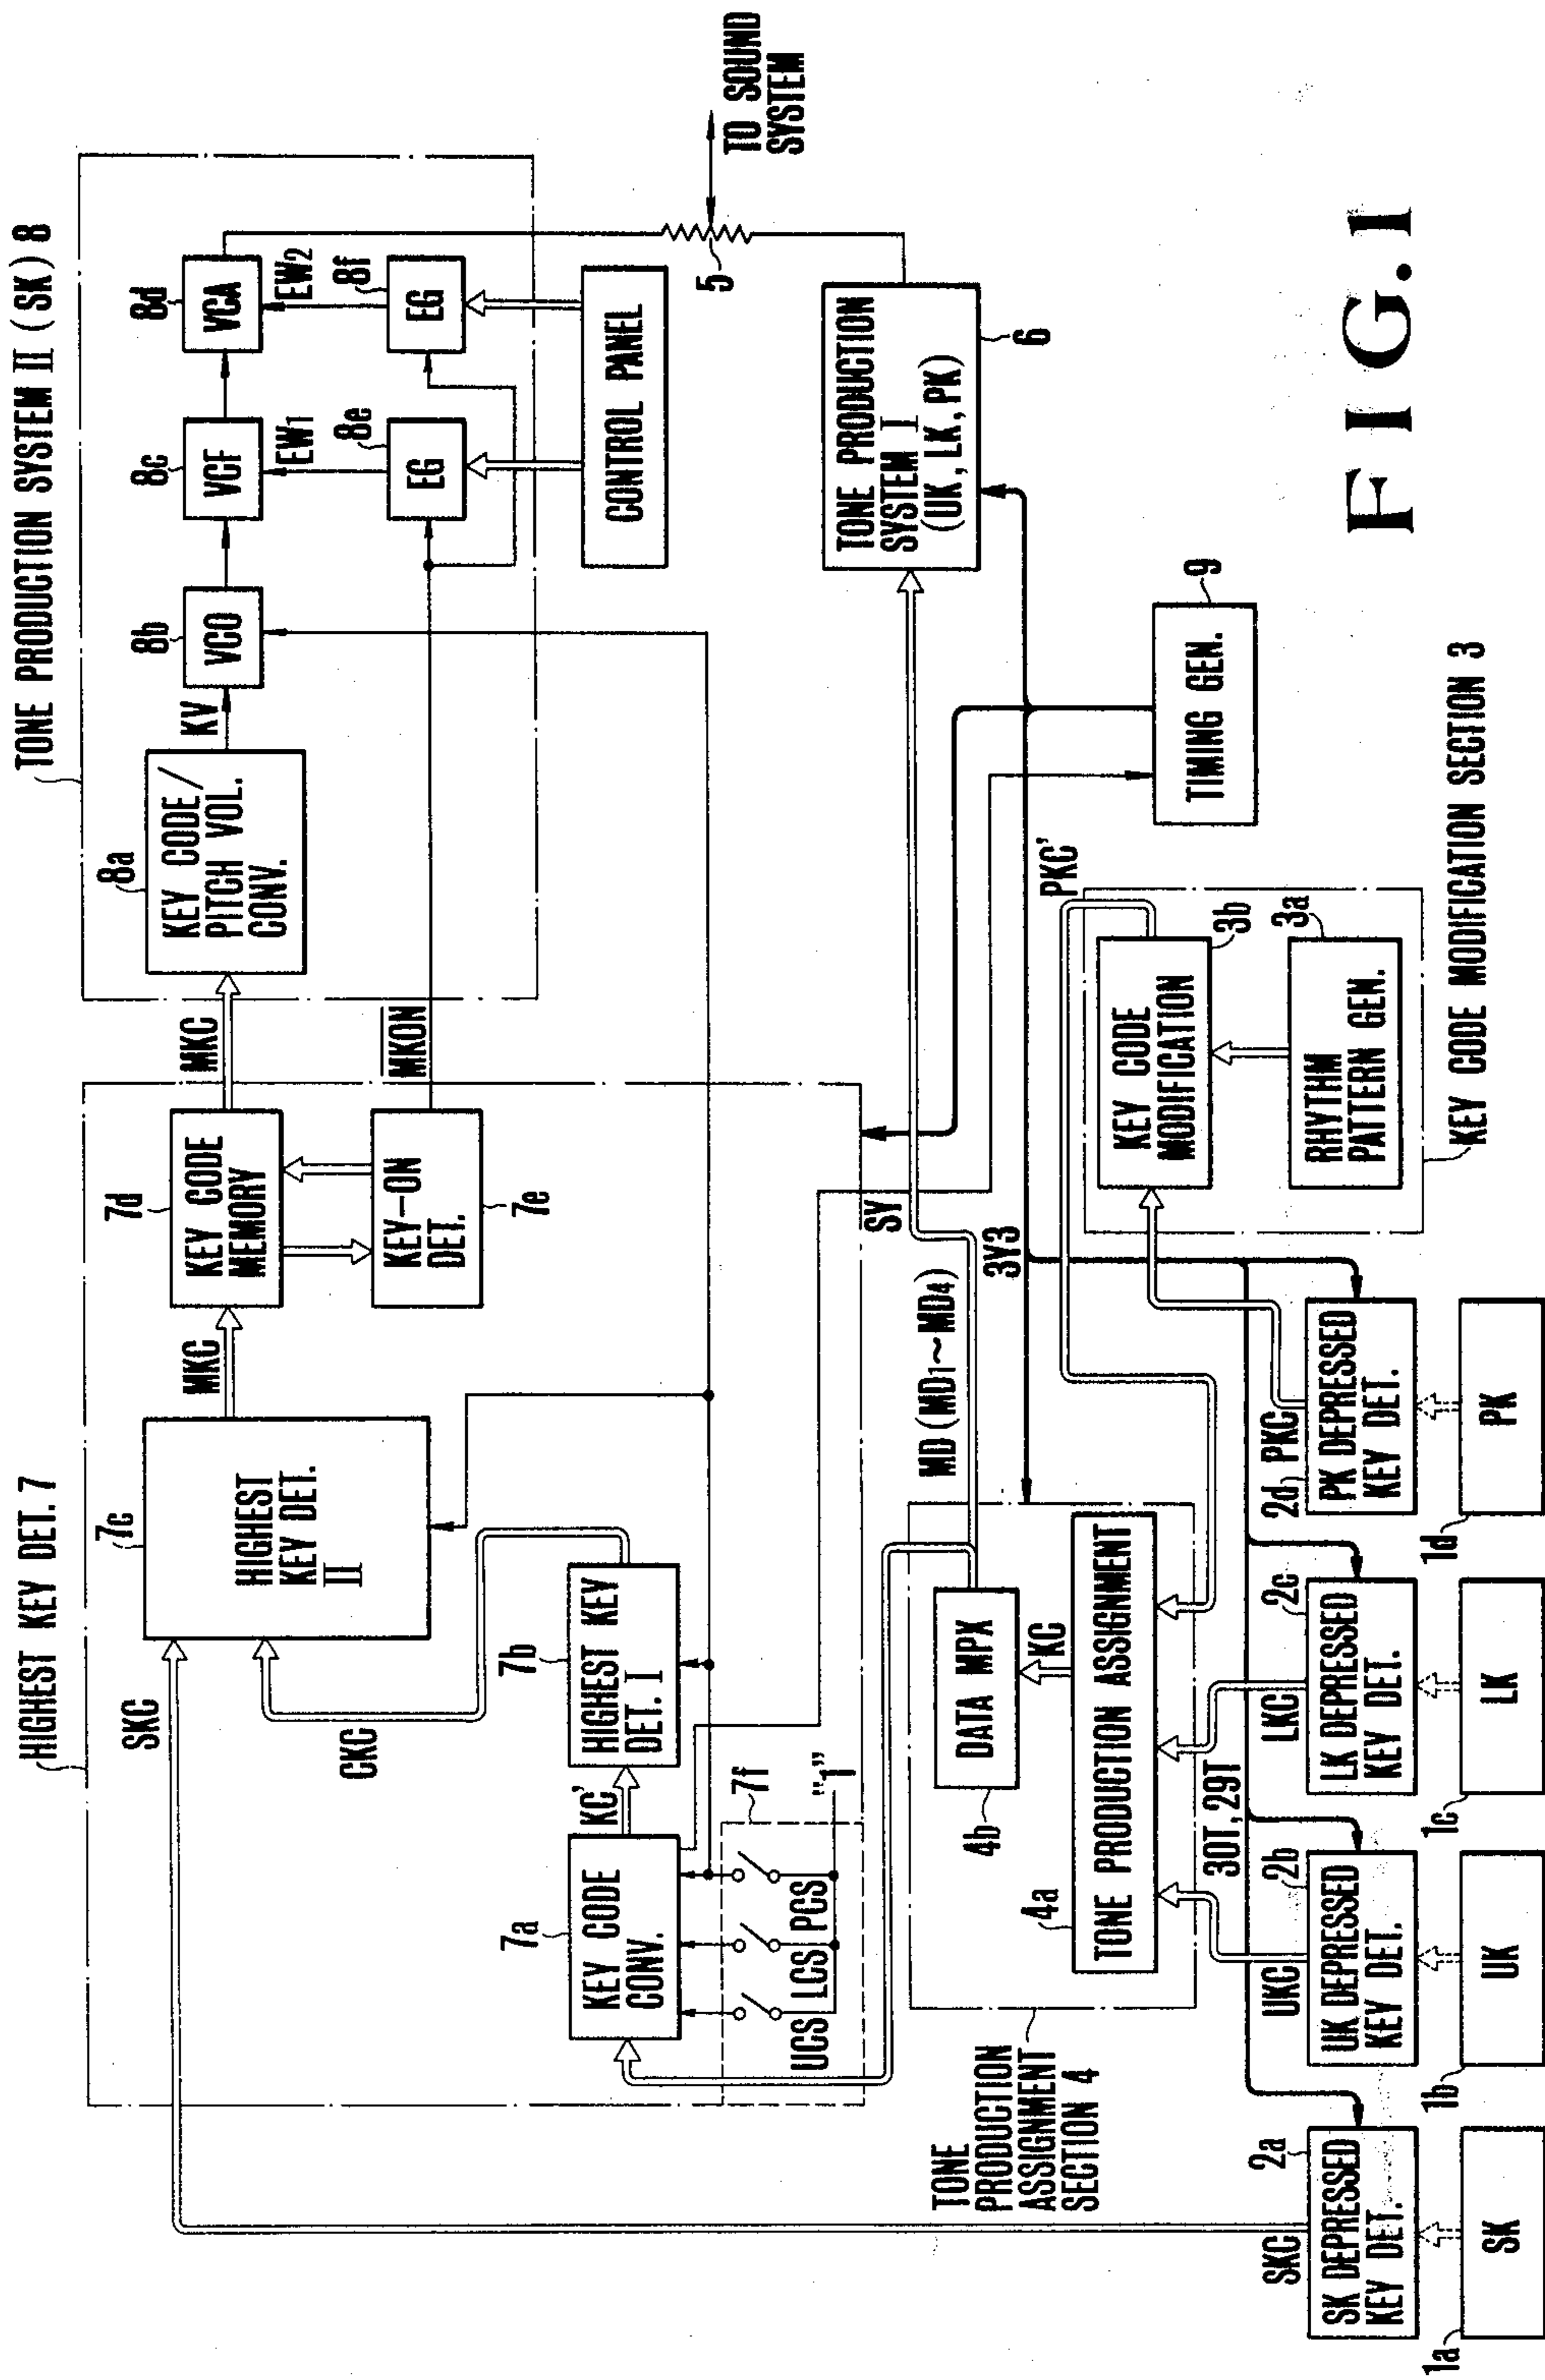 TONE PRODUCTION SYSTEM II (SK) 8
HIGHEST KEY DET. 7
8a
KEY CODE/
PITCH VOL.
CONV.
KV
8b
VCO
8c
VCF
8d
VCA
EW1
EW2
8e
EG
8f
EG
CONTROL PANEL
5
TO SOUND
SYSTEM
7c
HIGHEST
KEY DET.
II
MKC
7d
KEY CODE
MEMORY
MKC
KEY-ON
DET.
7e
MKON
SKC
CKC
7a
KEY CODE
CONV.
KC'
7b
HIGHEST KEY
DET. I
UCS
LCS
PCS
7f
"1"
TONE PRODUCTION
SYSTEM I
(UK, LK, PK)
6
SY
MD (MD1~MD4)
3Y3
TONE
PRODUCTION
ASSIGNMENT
SECTION 4
DATA MPX
4b
KC
4a
TONE PRODUCTION ASSIGNMENT
PKC'
TIMING GEN.
9
KEY CODE
MODIFICATION
3b
RHYTHM
PATTERN GEN.
3a
KEY CODE MODIFICATION SECTION 3
SKC
UKC
30T, 29T
LKC
PKC
2a
SK DEPRESSED
KEY DET.
2b
UK DEPRESSED
KEY DET.
2c
LK DEPRESSED
KEY DET.
2d
PK DEPRESSED
KEY DET.
1a
SK
1b
UK
1c
LK
1d
PK
FIG.1